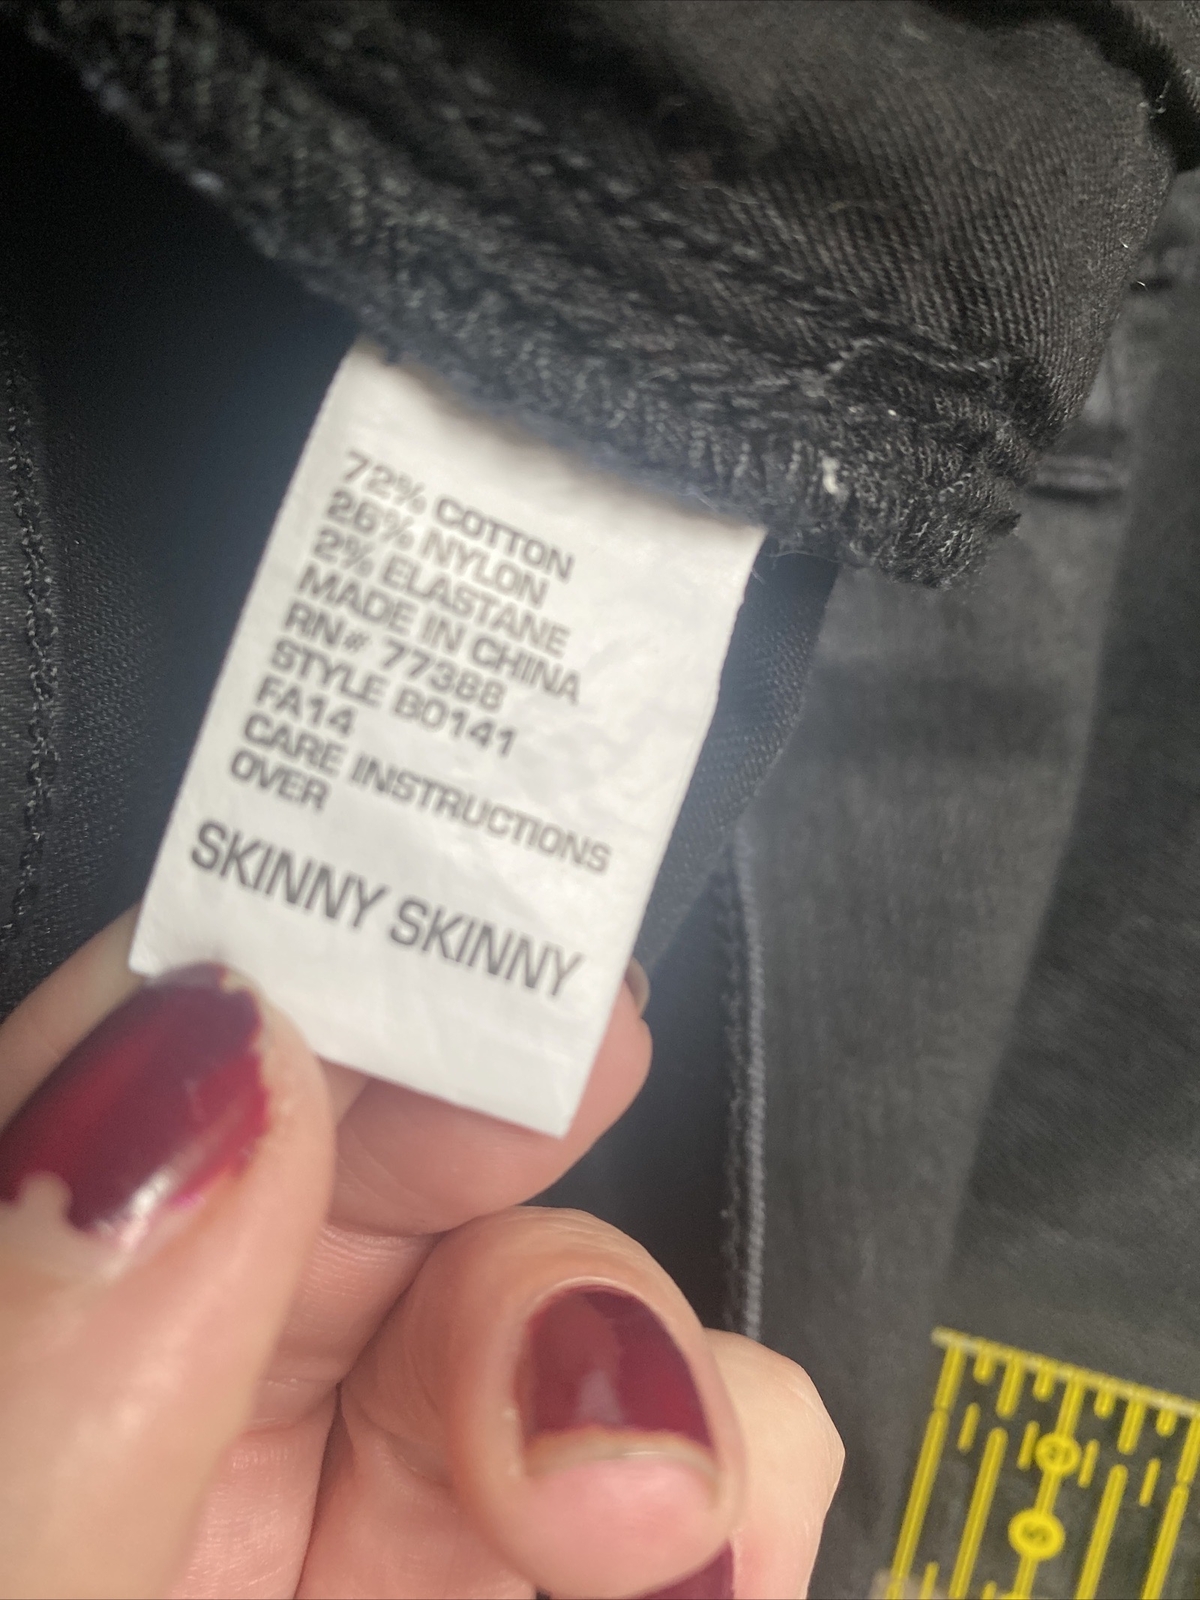 72% COTTON
26% NYLON
2% ELASTANE
MADE IN CHINA
RN# 77388
STYLE B0141
FA14
CARE INSTRUCTIONS
OVER
SKINNY SKINNY